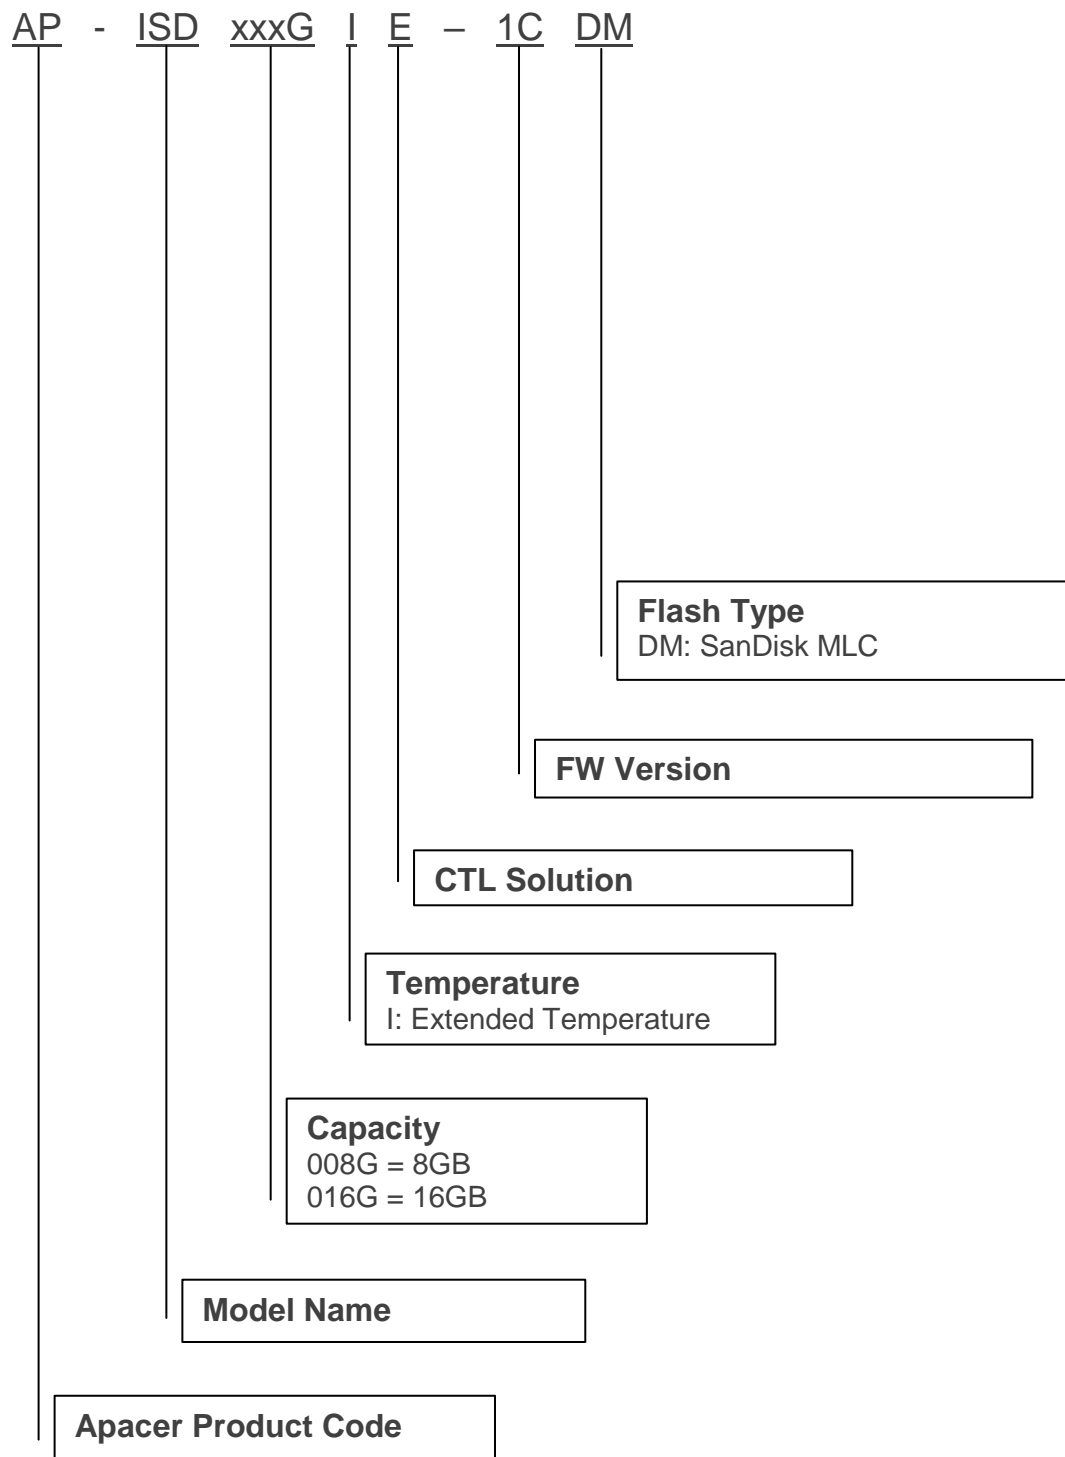 AP - ISD xxxG I E – 1C DM
Flash Type
DM: SanDisk MLC
FW Version
CTL Solution
Temperature
I: Extended Temperature
Capacity
008G = 8GB
016G = 16GB
Model Name
Apacer Product Code